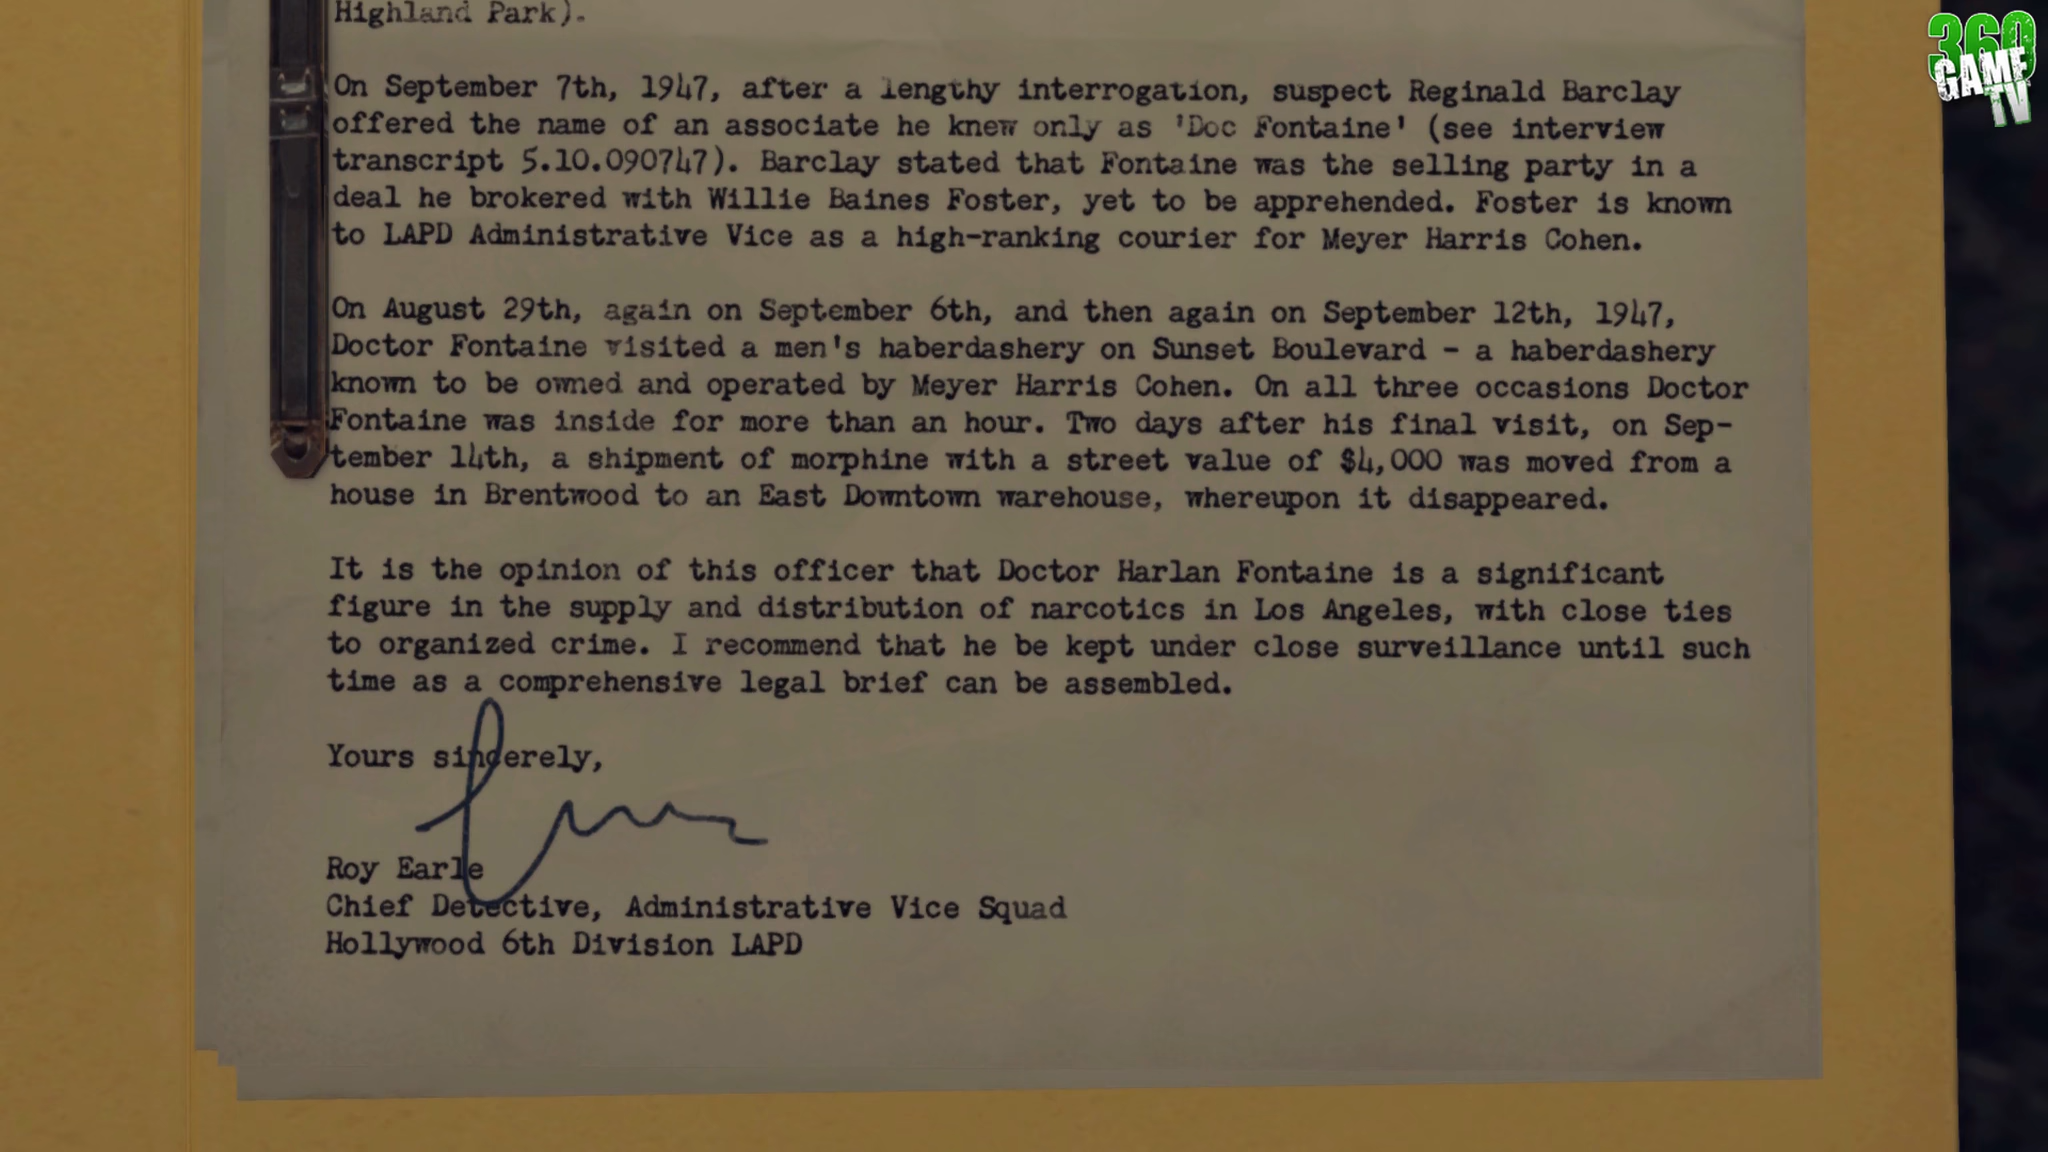 Highland Park).
On September 7th, 1947, after a lengthy interrogation, suspect Reginald Barclay
offered the name of an associate he knew only as 'Doc Fontaine' (see interview
transcript 5.10.090747). Barclay stated that Fontaine was the selling party in a
deal he brokered with Willie Baines Foster, yet to be apprehended. Foster is known
to LAPD Administrative Vice as a high-ranking courier for Meyer Harris Cohen.
On August 29th, again on September 6th, and then again on September 12th, 1947,
Doctor Fontaine visited a men's haberdashery on Sunset Boulevard - a haberdashery
known to be owned and operated by Meyer Harris Cohen. On all three occasions Doctor
Fontaine was inside for more than an hour. Two days after his final visit, on Sep-
tember 14th, a shipment of morphine with a street value of $4,000 was moved from a
house in Brentwood to an East Downtown warehouse, whereupon it disappeared.
It is the opinion of this officer that Doctor Harlan Fontaine is a significant
figure in the supply and distribution of narcotics in Los Angeles, with close ties
to organized crime. I recommend that he be kept under close surveillance until such
time as a comprehensive legal brief can be assembled.
Yours sincerely,
Roy Earle
Chief Detective, Administrative Vice Squad
Hollywood 6th Division LAPD
360
GAME
TV